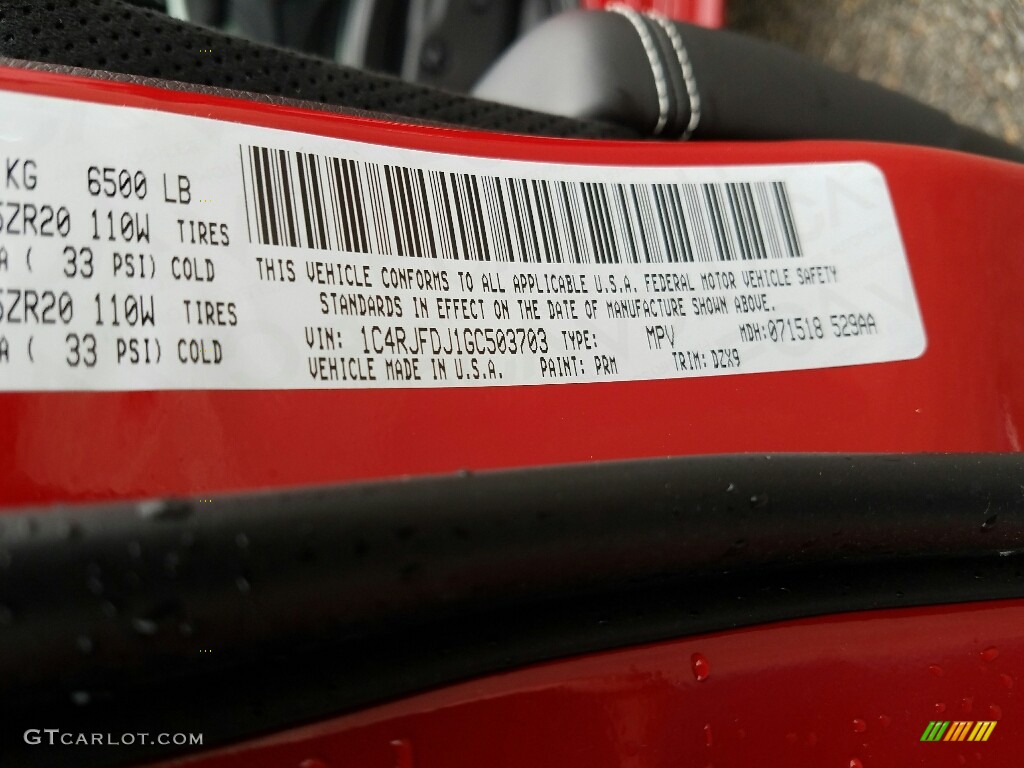 KG 6500 LB
5ZR20 110W TIRES
A ( 33 PSI) COLD
5ZR20 110W TIRES
A ( 33 PSI) COLD
THIS VEHICLE CONFORMS TO ALL APPLICABLE U.S.A. FEDERAL MOTOR VEHICLE SAFETY
STANDARDS IN EFFECT ON THE DATE OF MANUFACTURE SHOWN ABOVE.
VIN: 1C4RJFDJ1GC503703 TYPE: MPV MDH:071518 529AA
VEHICLE MADE IN U.S.A. PAINT: PRM TRIM: DZX9
GTCARLOT.COM